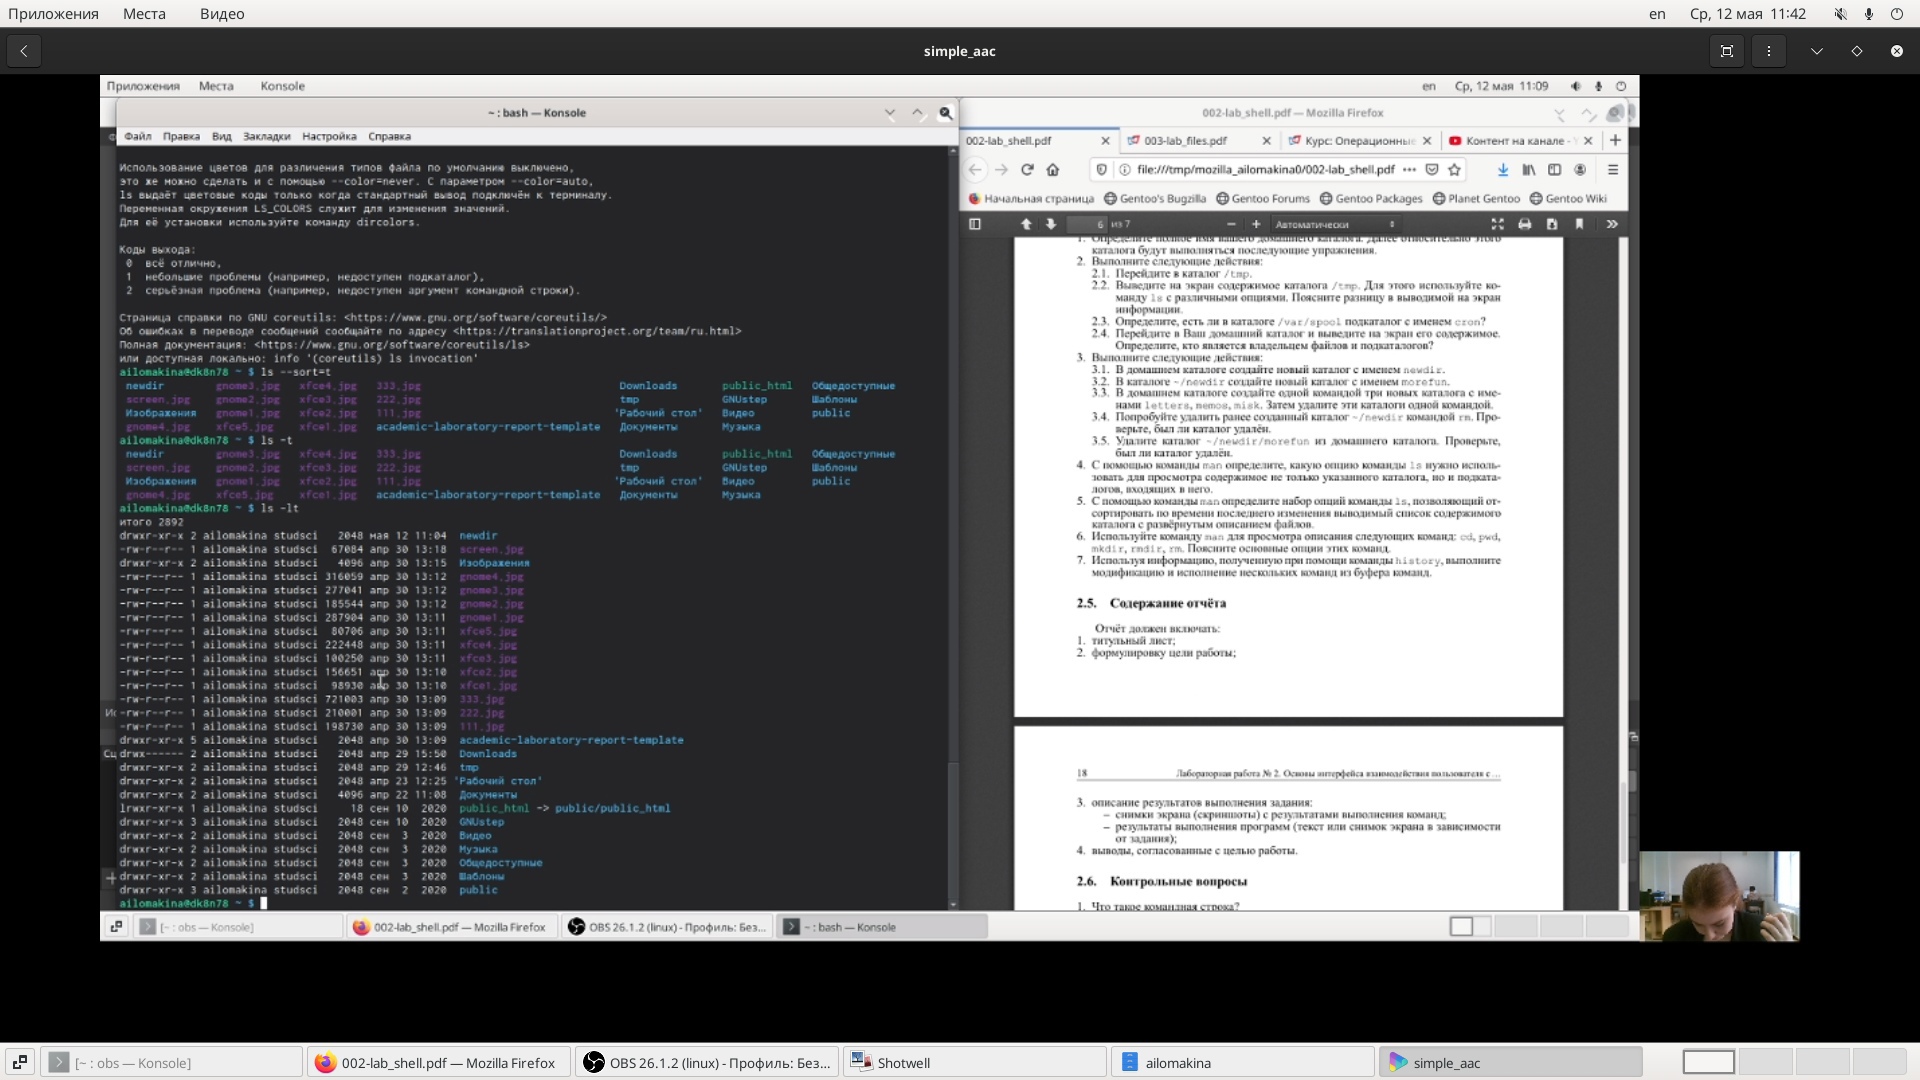 Приложения Места Видео en Ср, 12 мая 11:42
simple_aac
Приложения Места Konsole en Ср, 12 мая 11:09
~ : bash — Konsole
Файл Правка Вид Закладки Настройка Справка
Использование цветов для различения типов файла по умолчанию выключено,
это же можно сделать и с помощью --color=never. С параметром --color=auto,
ls выдаёт цветовые коды только когда стандартный вывод подключён к терминалу.
Переменная окружения LS_COLORS служит для изменения значений.
Для её установки используйте команду dircolors.
Коды выхода:
0 всё отлично,
1 небольшие проблемы (например, недоступен подкаталог),
2 серьёзная проблема (например, недоступен аргумент командной строки).
Страница справки по GNU coreutils: <https://www.gnu.org/software/coreutils/>
Об ошибках в переводе сообщений сообщайте по адресу <https://translationproject.org/team/ru.html>
Полная документация: <https://www.gnu.org/software/coreutils/ls>
или доступная локально: info '(coreutils) ls invocation'
ailomakina@dk8n78 ~ $ ls --sort=t
newdir gnome3.jpg xfce4.jpg 333.jpg Downloads public_html Общедоступные
screen.jpg gnome2.jpg xfce3.jpg 222.jpg tmp GNUstep Шаблоны
Изображения gnome1.jpg xfce2.jpg 111.jpg 'Рабочий стол' Видео public
gnome4.jpg xfce5.jpg xfce1.jpg academic-laboratory-report-template Документы Музыка
ailomakina@dk8n78 ~ $ ls -t
newdir gnome3.jpg xfce4.jpg 333.jpg Downloads public_html Общедоступные
screen.jpg gnome2.jpg xfce3.jpg 222.jpg tmp GNUstep Шаблоны
Изображения gnome1.jpg xfce2.jpg 111.jpg 'Рабочий стол' Видео public
gnome4.jpg xfce5.jpg xfce1.jpg academic-laboratory-report-template Документы Музыка
ailomakina@dk8n78 ~ $ ls -lt
итого 2892
drwxr-xr-x 2 ailomakina studsci 2048 мая 12 11:04 newdir
-rw-r--r-- 1 ailomakina studsci 67084 апр 30 13:18 screen.jpg
drwxr-xr-x 2 ailomakina studsci 4096 апр 30 13:15 Изображения
-rw-r--r-- 1 ailomakina studsci 316059 апр 30 13:12 gnome4.jpg
-rw-r--r-- 1 ailomakina studsci 277041 апр 30 13:12 gnome3.jpg
-rw-r--r-- 1 ailomakina studsci 185544 апр 30 13:12 gnome2.jpg
-rw-r--r-- 1 ailomakina studsci 287904 апр 30 13:11 gnome1.jpg
-rw-r--r-- 1 ailomakina studsci 80706 апр 30 13:11 xfce5.jpg
-rw-r--r-- 1 ailomakina studsci 222448 апр 30 13:11 xfce4.jpg
-rw-r--r-- 1 ailomakina studsci 100250 апр 30 13:11 xfce3.jpg
-rw-r--r-- 1 ailomakina studsci 156651 апр 30 13:10 xfce2.jpg
-rw-r--r-- 1 ailomakina studsci 98930 апр 30 13:10 xfce1.jpg
-rw-r--r-- 1 ailomakina studsci 721003 апр 30 13:09 333.jpg
-rw-r--r-- 1 ailomakina studsci 210001 апр 30 13:09 222.jpg
-rw-r--r-- 1 ailomakina studsci 198730 апр 30 13:09 111.jpg
drwxr-xr-x 5 ailomakina studsci 2048 апр 30 13:09 academic-laboratory-report-template
drwx------ 2 ailomakina studsci 2048 апр 29 15:50 Downloads
drwxr-xr-x 2 ailomakina studsci 2048 апр 29 12:46 tmp
drwxr-xr-x 2 ailomakina studsci 2048 апр 23 12:25 'Рабочий стол'
drwxr-xr-x 2 ailomakina studsci 4096 апр 22 11:08 Документы
lrwxr-xr-x 1 ailomakina studsci 18 сен 10 2020 public_html -> public/public_html
drwxr-xr-x 3 ailomakina studsci 2048 сен 10 2020 GNUstep
drwxr-xr-x 2 ailomakina studsci 2048 сен 3 2020 Видео
drwxr-xr-x 2 ailomakina studsci 2048 сен 3 2020 Музыка
drwxr-xr-x 2 ailomakina studsci 2048 сен 3 2020 Общедоступные
drwxr-xr-x 2 ailomakina studsci 2048 сен 3 2020 Шаблоны
drwxr-xr-x 3 ailomakina studsci 2048 сен 2 2020 public
ailomakina@dk8n78 ~ $
002-lab_shell.pdf — Mozilla Firefox
002-lab_shell.pdf 003-lab_files.pdf Курс: Операционные Контент на канале -
file:///tmp/mozilla_ailomakina0/002-lab_shell.pdf
Начальная страница Gentoo's Bugzilla Gentoo Forums Gentoo Packages Planet Gentoo Gentoo Wiki
6 из 7 Автоматически
1. Определите полное имя вашего домашнего каталога. Далее относительно этого
каталога будут выполняться последующие упражнения.
2. Выполните следующие действия:
2.1. Перейдите в каталог /tmp.
2.2. Выведите на экран содержимое каталога /tmp. Для этого используйте ко-
манду ls с различными опциями. Поясните разницу в выводимой на экран
информации.
2.3. Определите, есть ли в каталоге /var/spool подкаталог с именем cron?
2.4. Перейдите в Ваш домашний каталог и выведите на экран его содержимое.
Определите, кто является владельцем файлов и подкаталогов?
3. Выполните следующие действия:
3.1. В домашнем каталоге создайте новый каталог с именем newdir.
3.2. В каталоге ~/newdir создайте новый каталог с именем morefun.
3.3. В домашнем каталоге создайте одной командой три новых каталога с име-
нами letters, memos, misk. Затем удалите эти каталоги одной командой.
3.4. Попробуйте удалить ранее созданный каталог ~/newdir командой rm. Про-
верьте, был ли каталог удалён.
3.5. Удалите каталог ~/newdir/morefun из домашнего каталога. Проверьте,
был ли каталог удалён.
4. С помощью команды man определите, какую опцию команды ls нужно исполь-
зовать для просмотра содержимое не только указанного каталога, но и подката-
логов, входящих в него.
5. С помощью команды man определите набор опций команды ls, позволяющий от-
сортировать по времени последнего изменения выводимый список содержимого
каталога с развёрнутым описанием файлов.
6. Используйте команду man для просмотра описания следующих команд: cd, pwd,
mkdir, rmdir, rm. Поясните основные опции этих команд.
7. Используя информацию, полученную при помощи команды history, выполните
модификацию и исполнение нескольких команд из буфера команд.
2.5. Содержание отчёта
Отчёт должен включать:
1. титульный лист;
2. формулировку цели работы;
18 Лабораторная работа № 2. Основы интерфейса взаимодействия пользователя с ...
3. описание результатов выполнения задания:
– снимки экрана (скриншоты) с результатами выполнения команд;
– результаты выполнения программ (текст или снимок экрана в зависимости
от задания);
4. выводы, согласованные с целью работы.
2.6. Контрольные вопросы
1. Что такое командная строка?
[~ : obs — Konsole] 002-lab_shell.pdf — Mozilla Firefox OBS 26.1.2 (linux) - Профиль: Без... ~ : bash — Konsole
[~ : obs — Konsole] 002-lab_shell.pdf — Mozilla Firefox OBS 26.1.2 (linux) - Профиль: Без... Shotwell ailomakina simple_aac